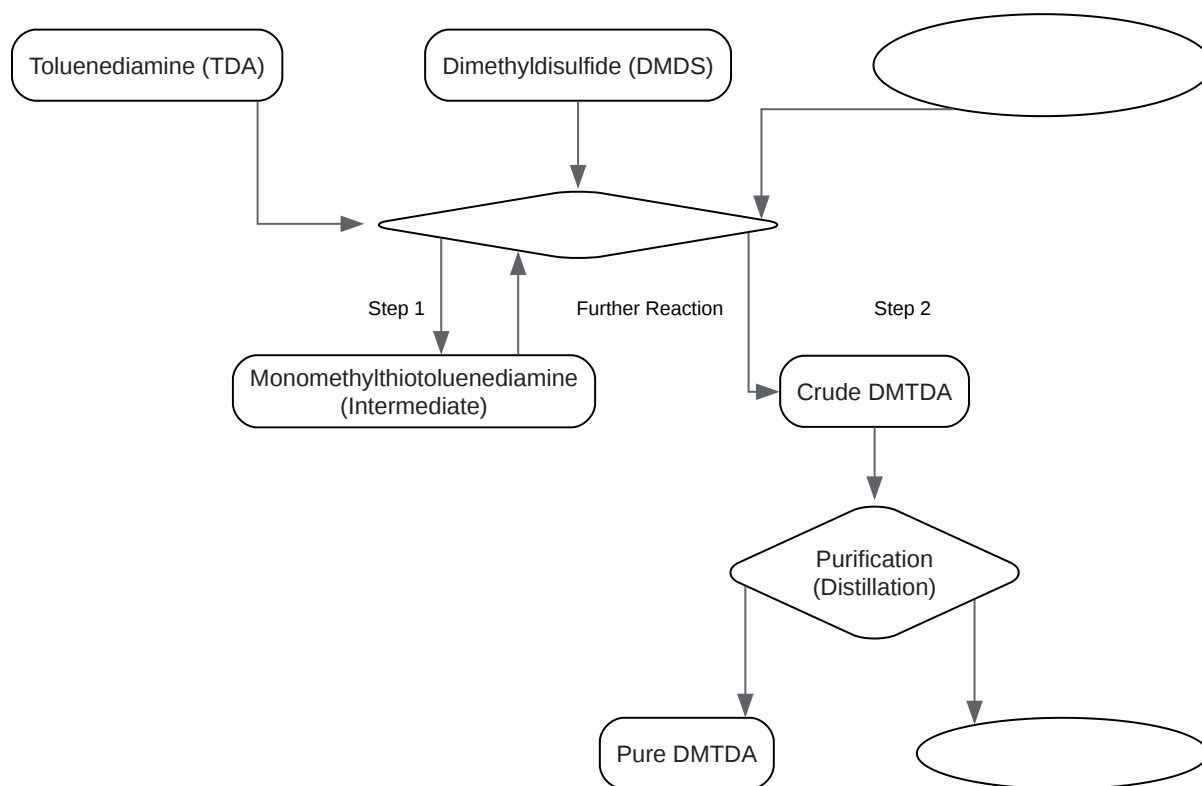 Toluenediamine (TDA)
Dimethyldisulfide (DMDS)
Step 1
Further Reaction
Step 2
Monomethylthiotoluenediamine
(Intermediate)
Crude DMTDA
Purification
(Distillation)
Pure DMTDA